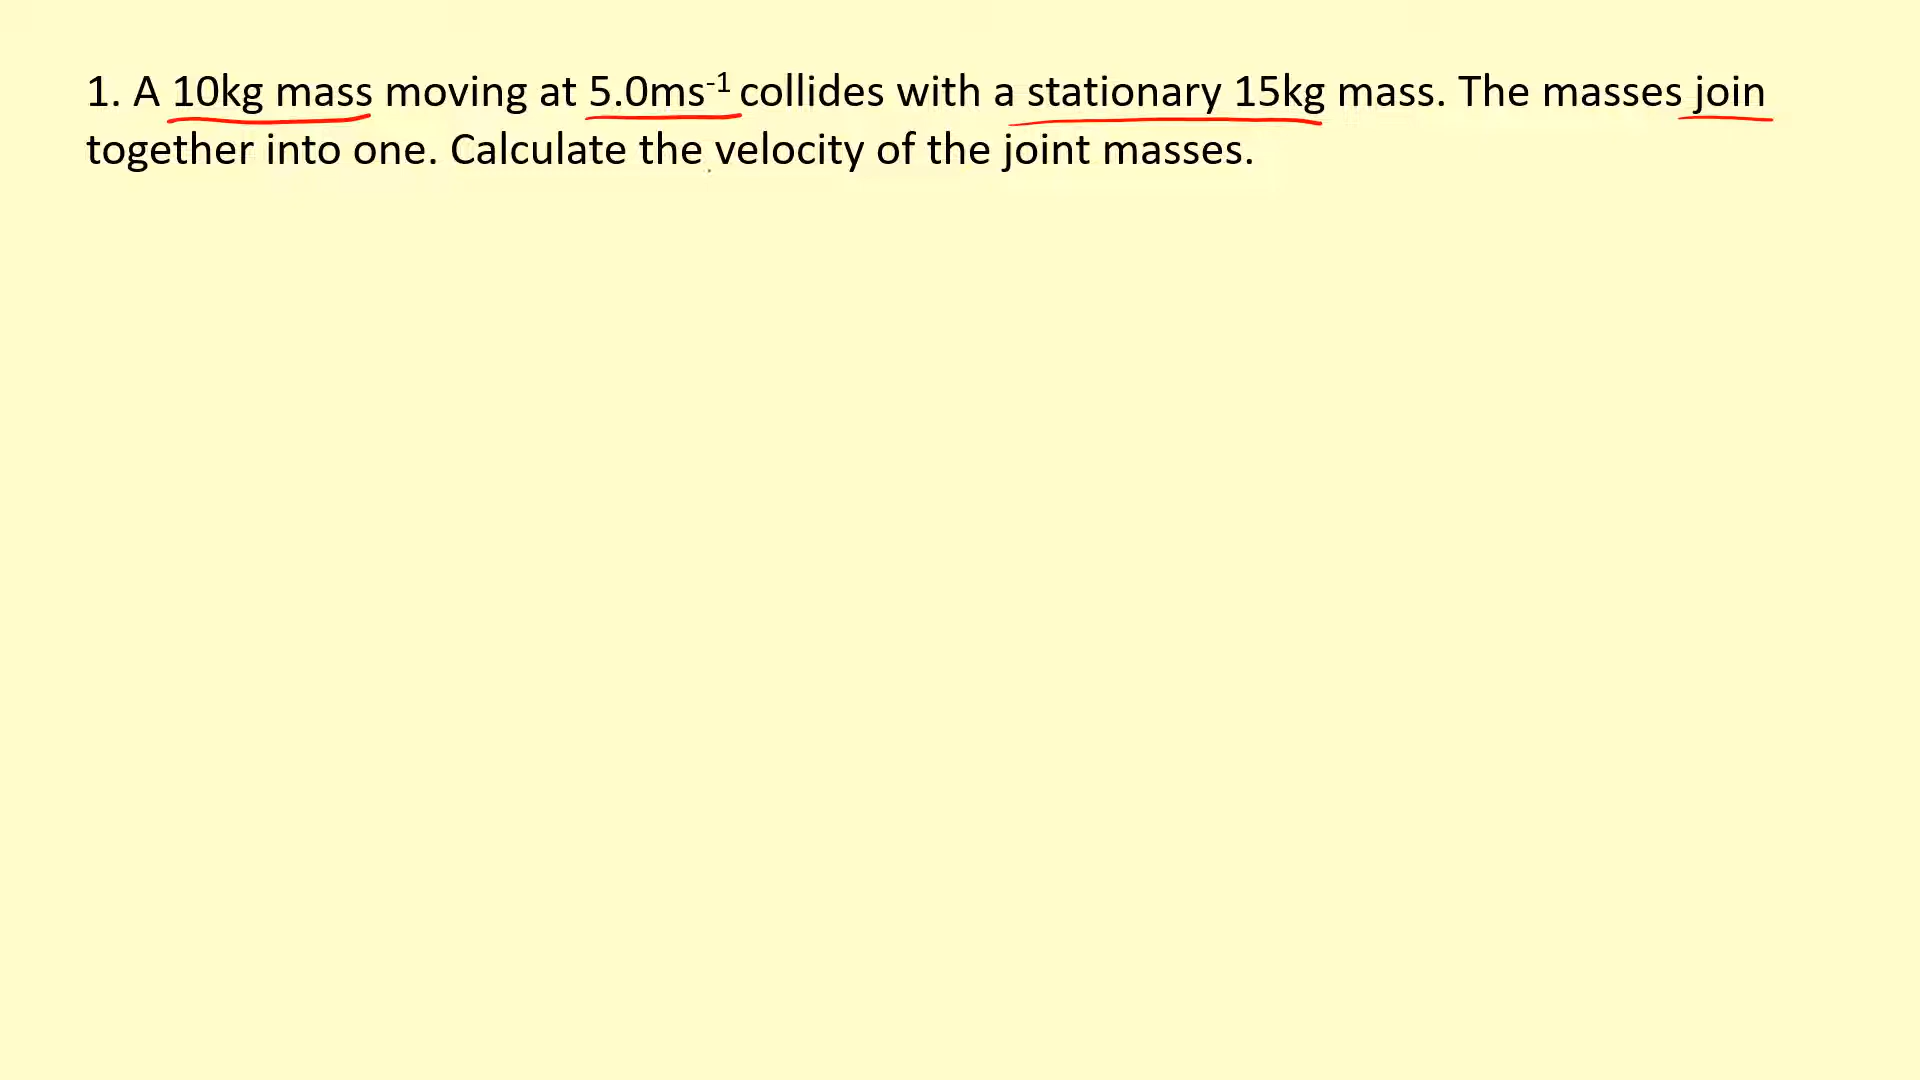 1. A 10kg mass moving at 5.0ms⁻¹ collides with a stationary 15kg mass. The masses join
together into one. Calculate the velocity of the joint masses.